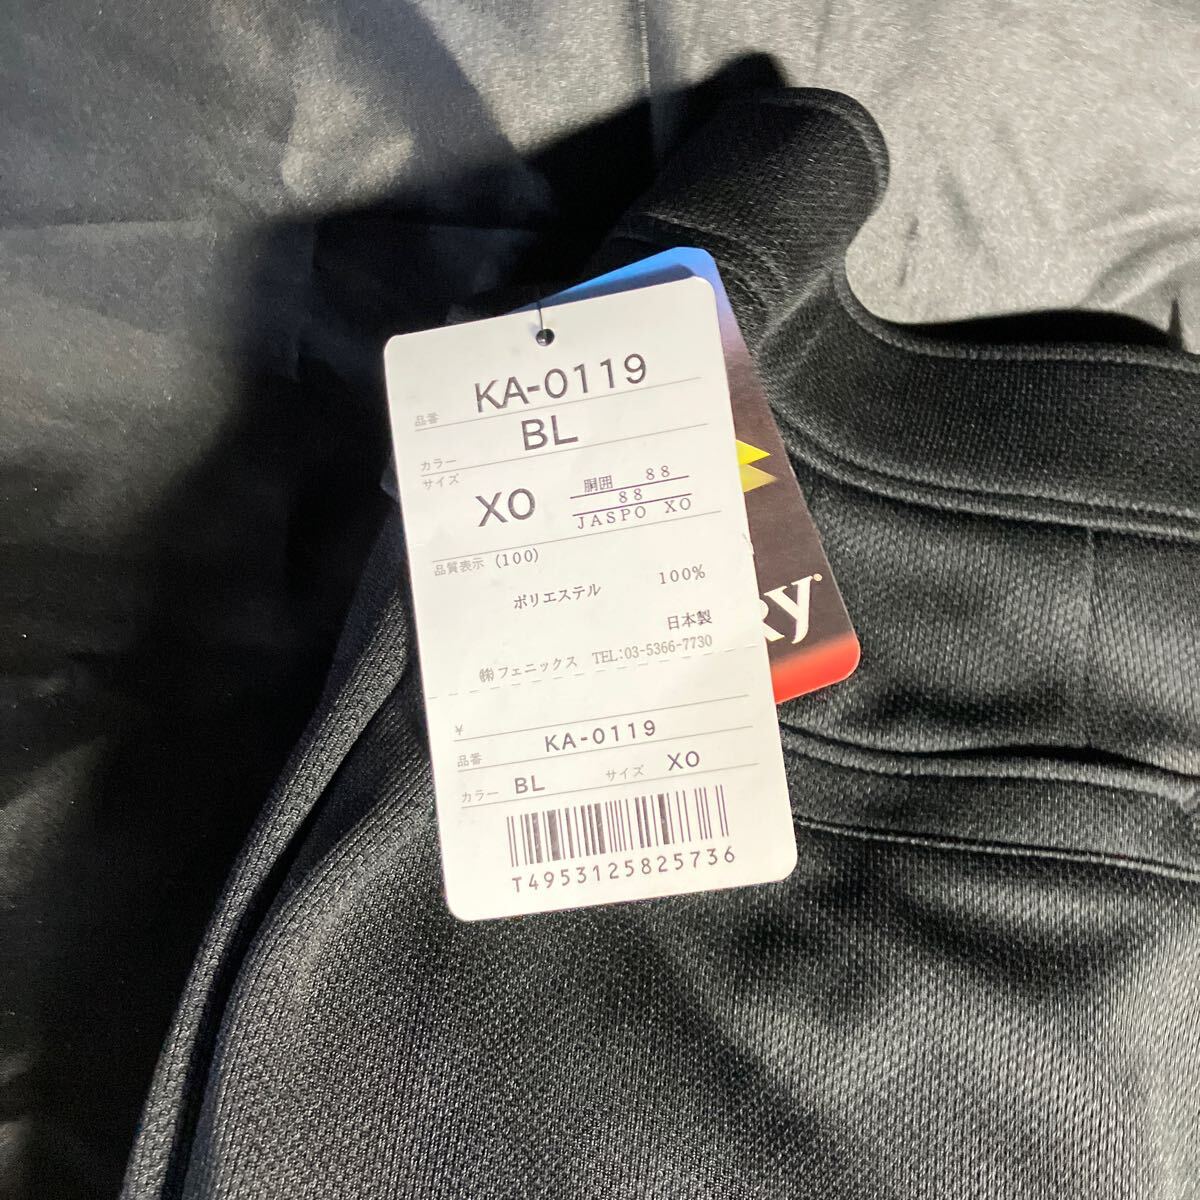 品番 KA-0119
カラー BL
サイズ XO
胴囲 88
88
JASPO XO
品質表示 (100)
ポリエステル 100%
日本製
㈱フェニックス TEL:03-5366-7730
¥
品番 KA-0119
カラー BL サイズ XO
T4953125825736